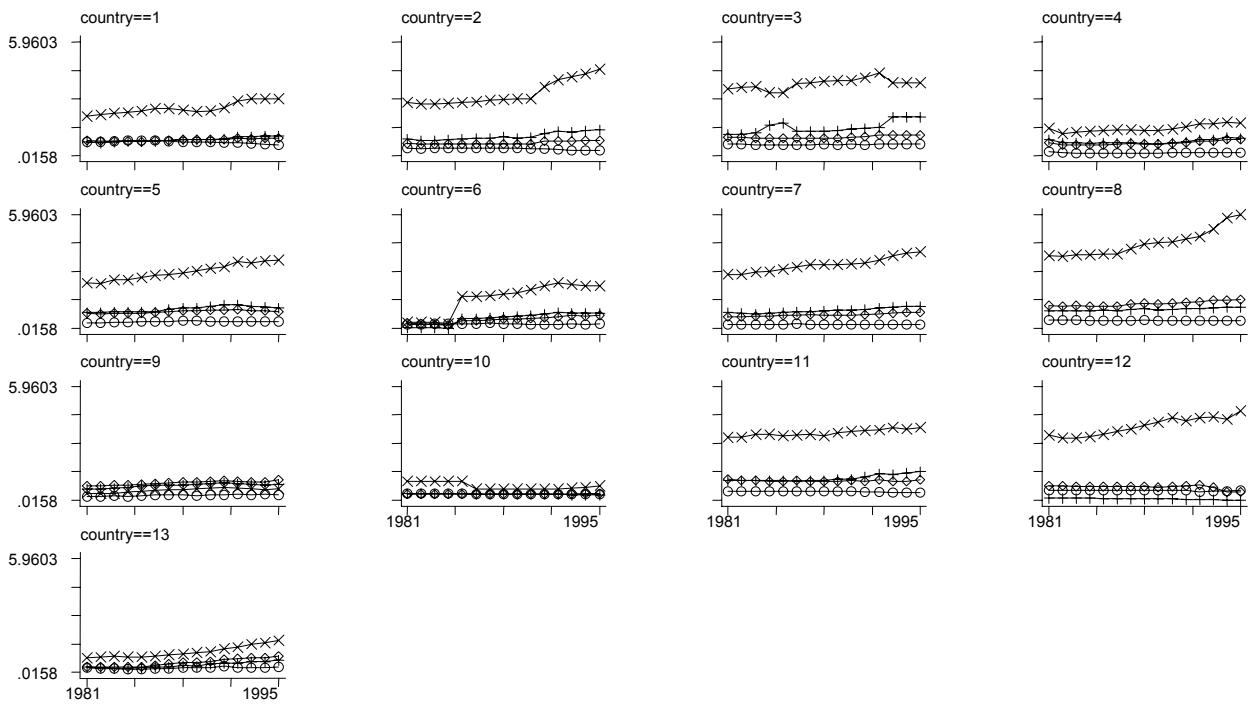 country==1
country==2
country==3
country==4
5.9603
.0158
country==5
country==6
country==7
country==8
5.9603
.0158
country==9
country==10
country==11
country==12
5.9603
.0158
1981
1995
1981
1995
1981
1995
country==13
5.9603
.0158
1981
1995